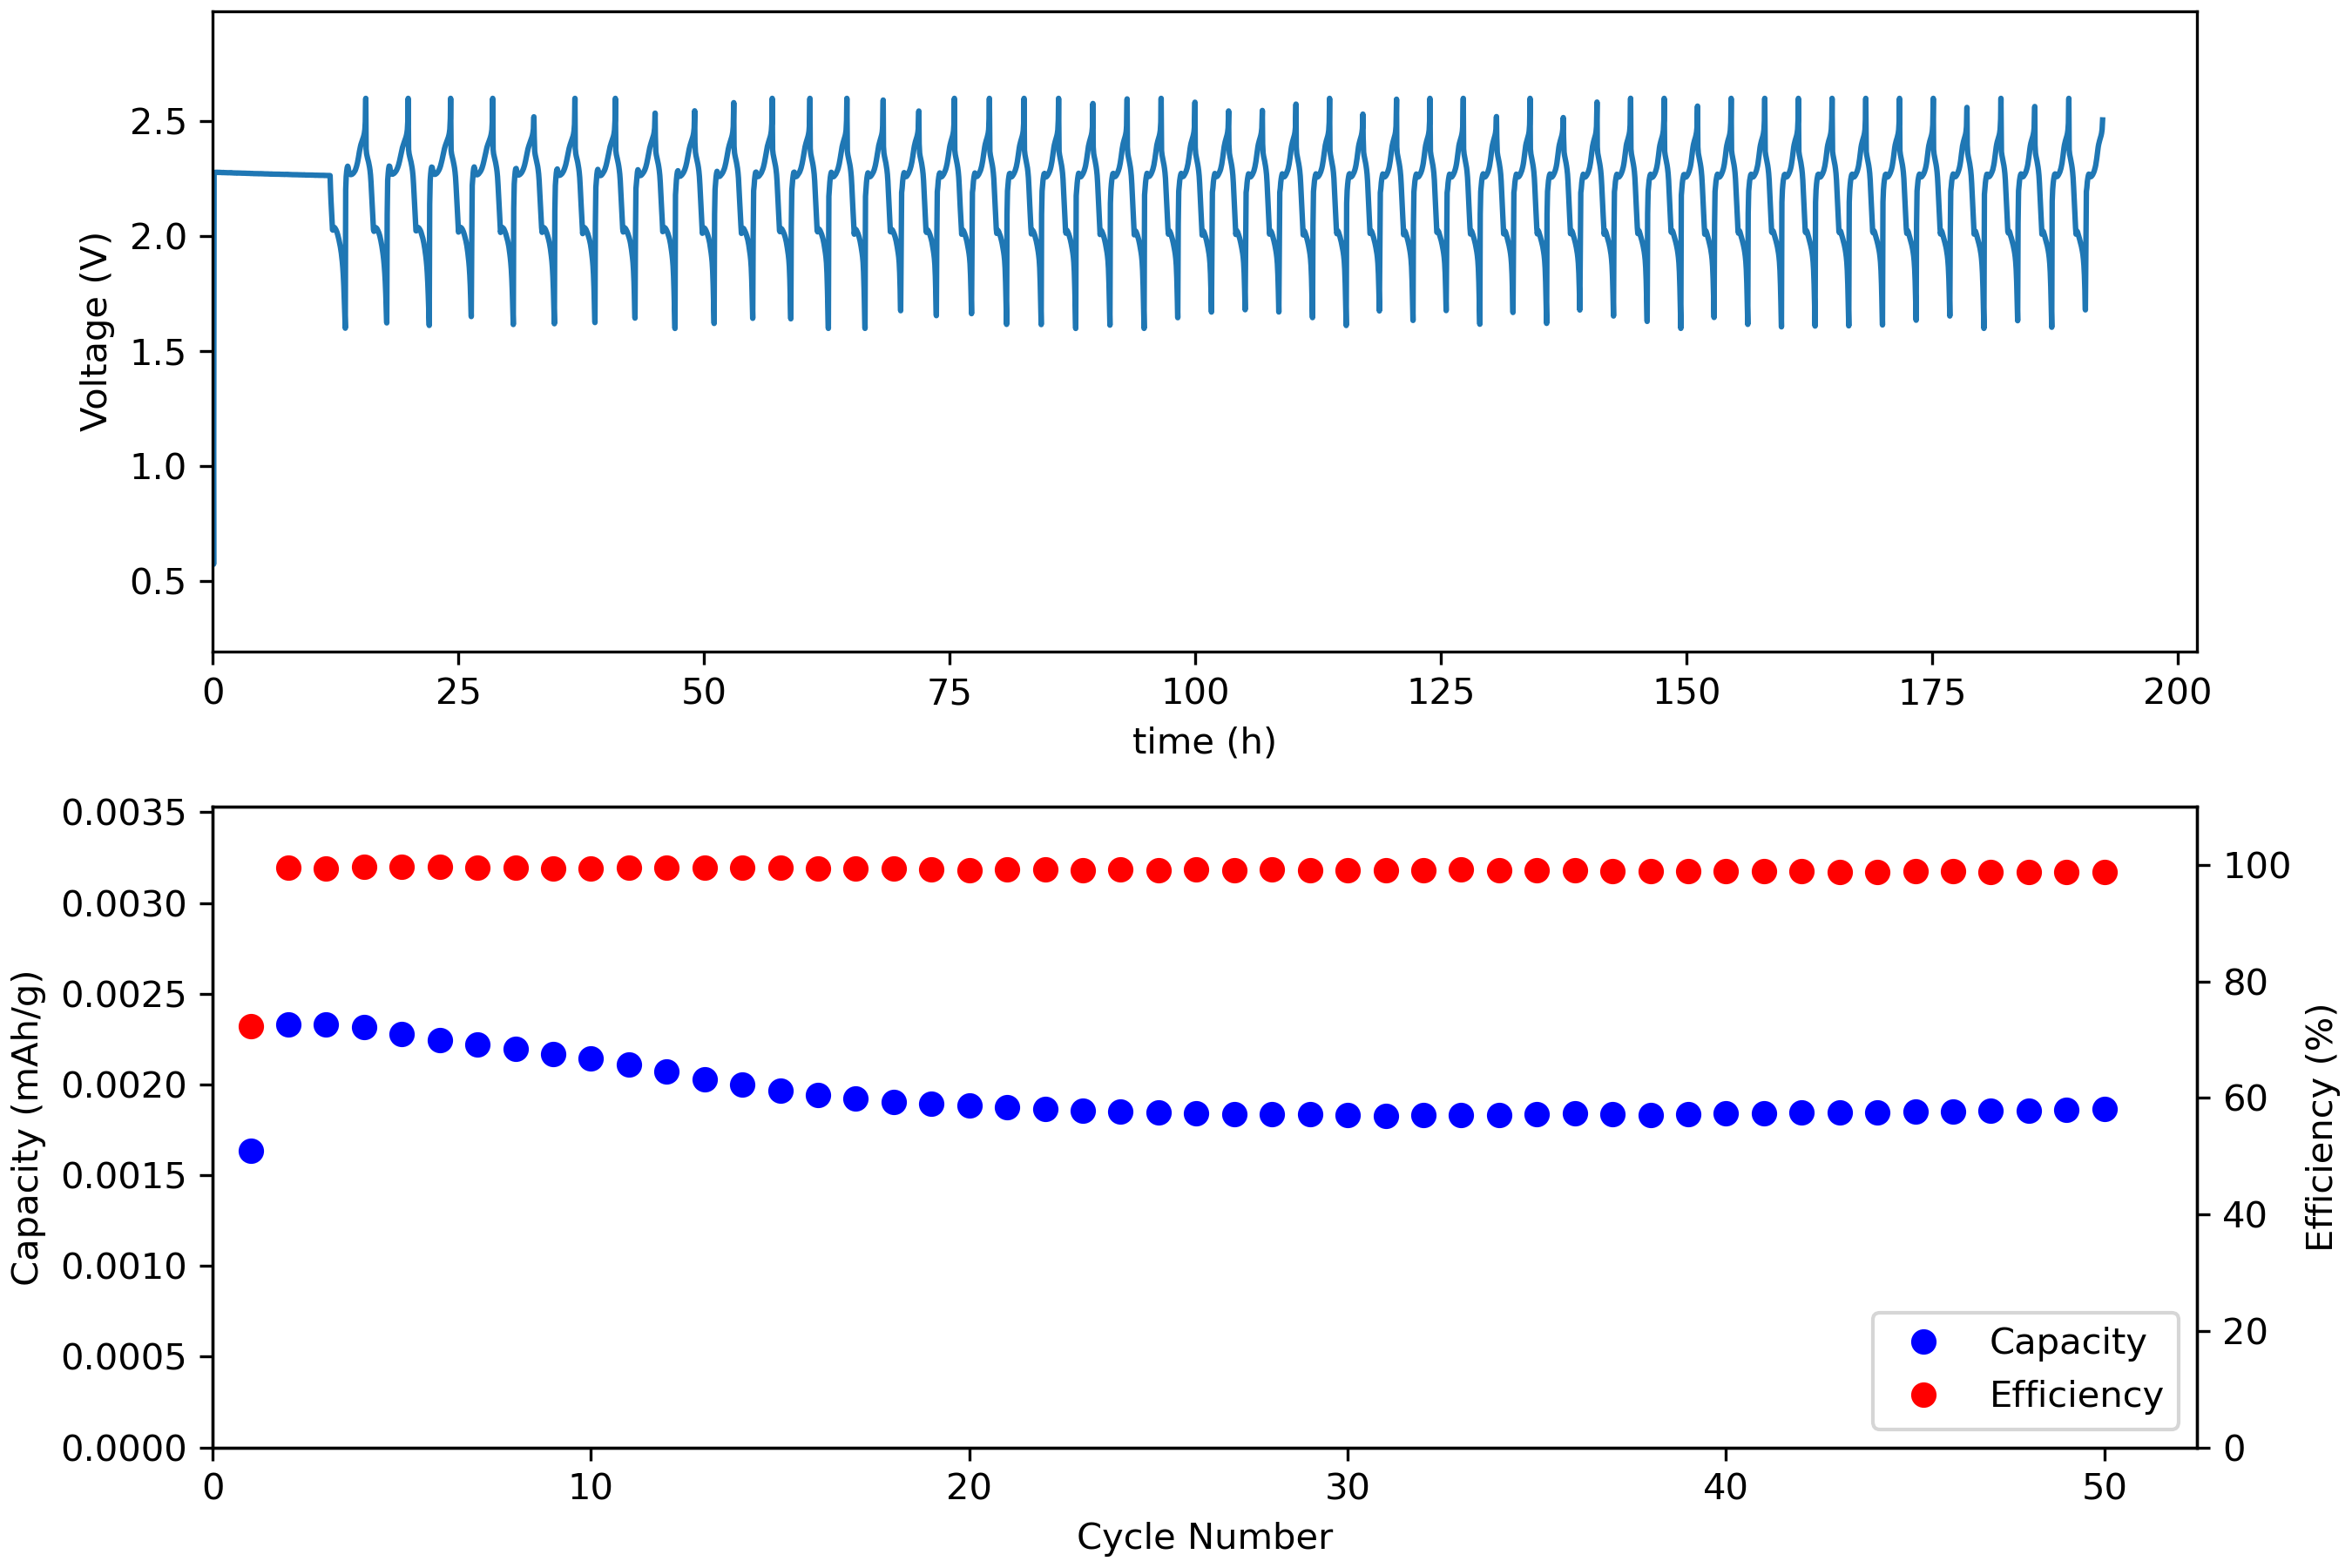 2.5
2.0
1.5
1.0
0.5
Voltage (V)
0 25 50 75 100 125 150 175 200
time (h)
0.0035
0.0030
0.0025
0.0020
0.0015
0.0010
0.0005
0.0000
Capacity (mAh/g)
100
80
60
40
20
0
Efficiency (%)
Capacity
Efficiency
0 10 20 30 40 50
Cycle Number